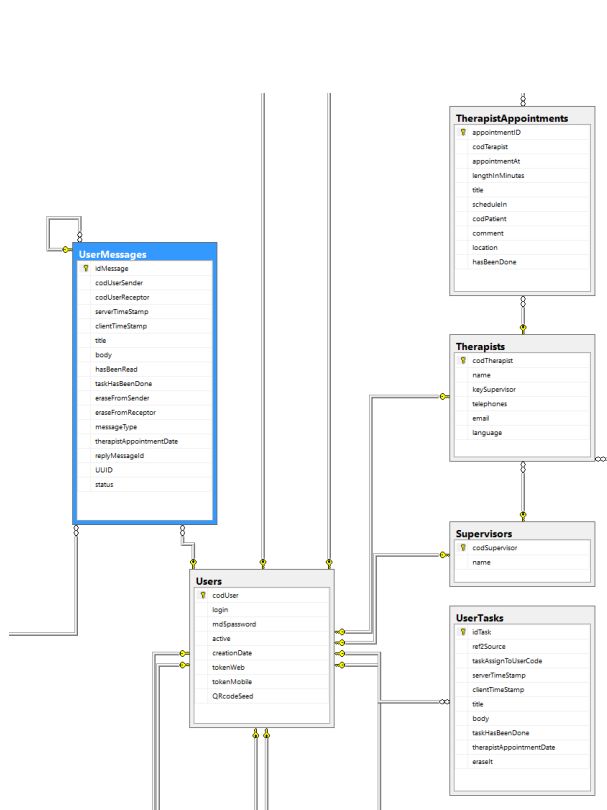 TherapistAppointments
appointmentID
codTerapist
appointmentAt
lengthInMinutes
title
scheduleIn
codPatient
comment
location
hasBeenDone
UserMessages
idMessage
codUserSender
codUserReceptor
serverTimeStamp
clientTimeStamp
title
body
hasBeenRead
taskHasBeenDone
eraseFromSender
eraseFromReceptor
messageType
therapistAppointmentDate
replyMessageId
UUID
status
Therapists
codTherapist
name
keySupervisor
telephones
email
language
Supervisors
codSupervisor
name
Users
codUser
login
md5password
active
creationDate
tokenWeb
tokenMobile
QRcodeSeed
UserTasks
idTask
ref2Source
taskAssignToUserCode
serverTimeStamp
clientTimeStamp
title
body
taskHasBeenDone
therapistAppointmentDate
eraseIt